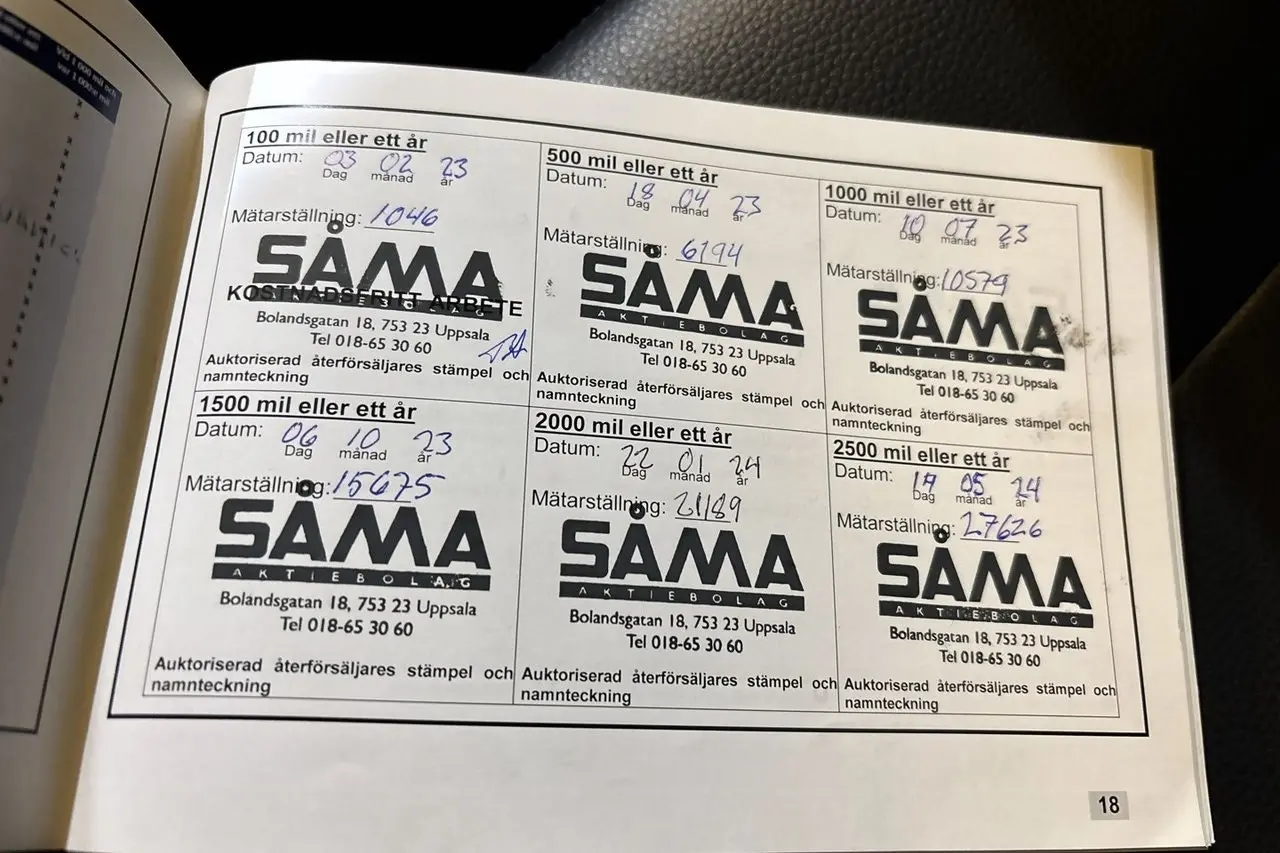 Vid 1 000 mil och
var 1 000:e mil
100 mil eller ett år
Datum: 03 02 23
Dag månad år
Mätarställning: 1046
SÅMA
KOSTNADSFRITT ARBETE
Bolandsgatan 18, 753 23 Uppsala
Tel 018-65 30 60
Auktoriserad återförsäljares stämpel och
namnteckning
500 mil eller ett år
Datum: 18 04 23
Dag månad år
Mätarställning: 6194
SÅMA
AKTIEBOLAG
Bolandsgatan 18, 753 23 Uppsala
Tel 018-65 30 60
Auktoriserad återförsäljares stämpel och
namnteckning
1000 mil eller ett år
Datum: 10 07 23
Dag månad år
Mätarställning: 10579
SÅMA
AKTIEBOLAG
Bolandsgatan 18, 753 23 Uppsala
Tel 018-65 30 60
Auktoriserad återförsäljares stämpel och
namnteckning
1500 mil eller ett år
Datum: 06 10 23
Dag månad år
Mätarställning: 15675
SÅMA
AKTIEBOLAG
Bolandsgatan 18, 753 23 Uppsala
Tel 018-65 30 60
Auktoriserad återförsäljares stämpel och
namnteckning
2000 mil eller ett år
Datum: 22 01 24
Dag månad år
Mätarställning: 21189
SÅMA
AKTIEBOLAG
Bolandsgatan 18, 753 23 Uppsala
Tel 018-65 30 60
Auktoriserad återförsäljares stämpel och
namnteckning
2500 mil eller ett år
Datum: 05 24
Dag månad år
Mätarställning: 27626
SÅMA
AKTIEBOLAG
Bolandsgatan 18, 753 23 Uppsala
Tel 018-65 30 60
Auktoriserad återförsäljares stämpel och
namnteckning
18